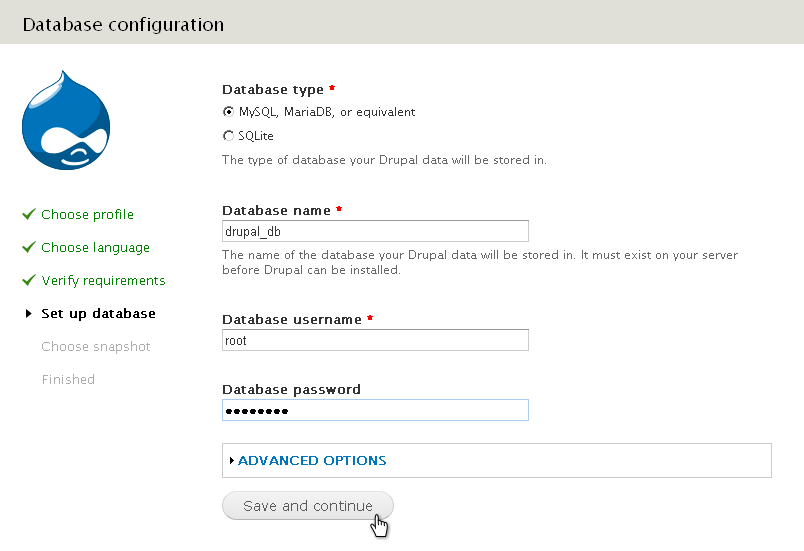 Database configuration
Choose profile
Choose language
Verify requirements
Set up database
Choose snapshot
Finished
Database type *
MySQL, MariaDB, or equivalent
SQLite
The type of database your Drupal data will be stored in.
Database name *
drupal_db
The name of the database your Drupal data will be stored in. It must exist on your server
before Drupal can be installed.
Database username *
root
Database password
●●●●●●●●
ADVANCED OPTIONS
Save and continue